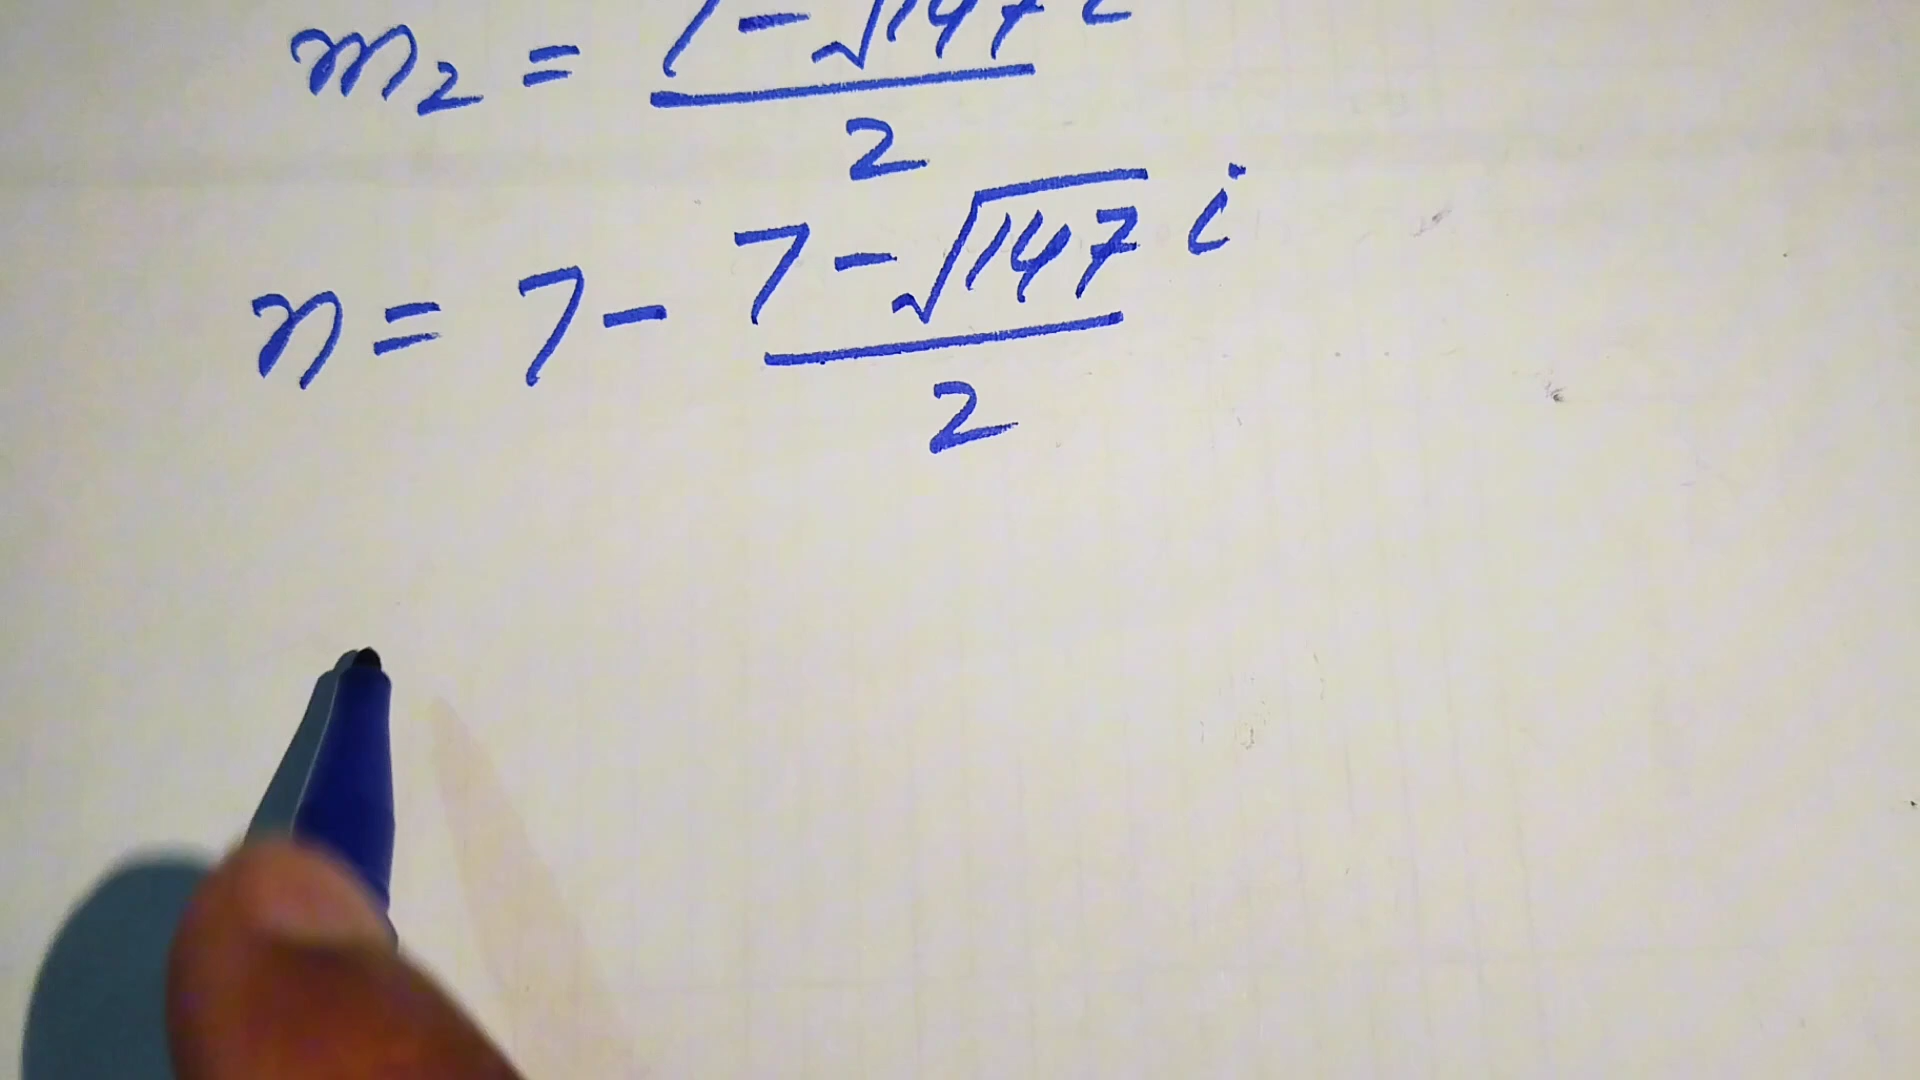 m₂ = (7 - √147 i)/2
n = 7 - (7 - √147 i)/2